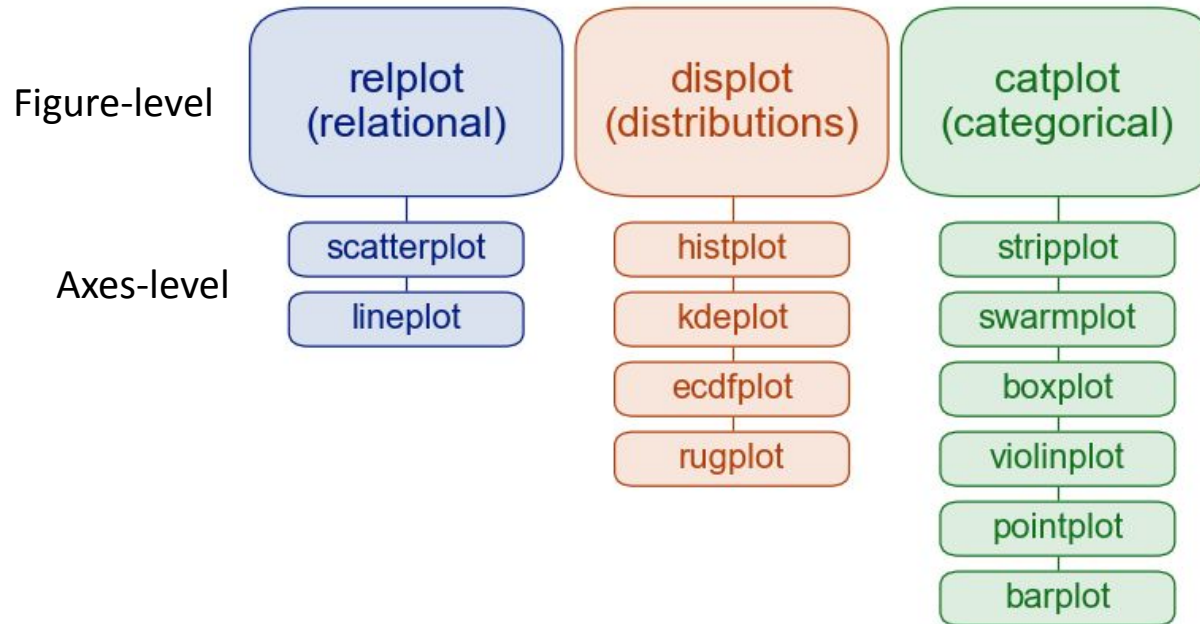 Figure-level
relplot
(relational)
displot
(distributions)
catplot
(categorical)
Axes-level
scatterplot
lineplot
histplot
kdeplot
ecdfplot
rugplot
stripplot
swarmplot
boxplot
violinplot
pointplot
barplot